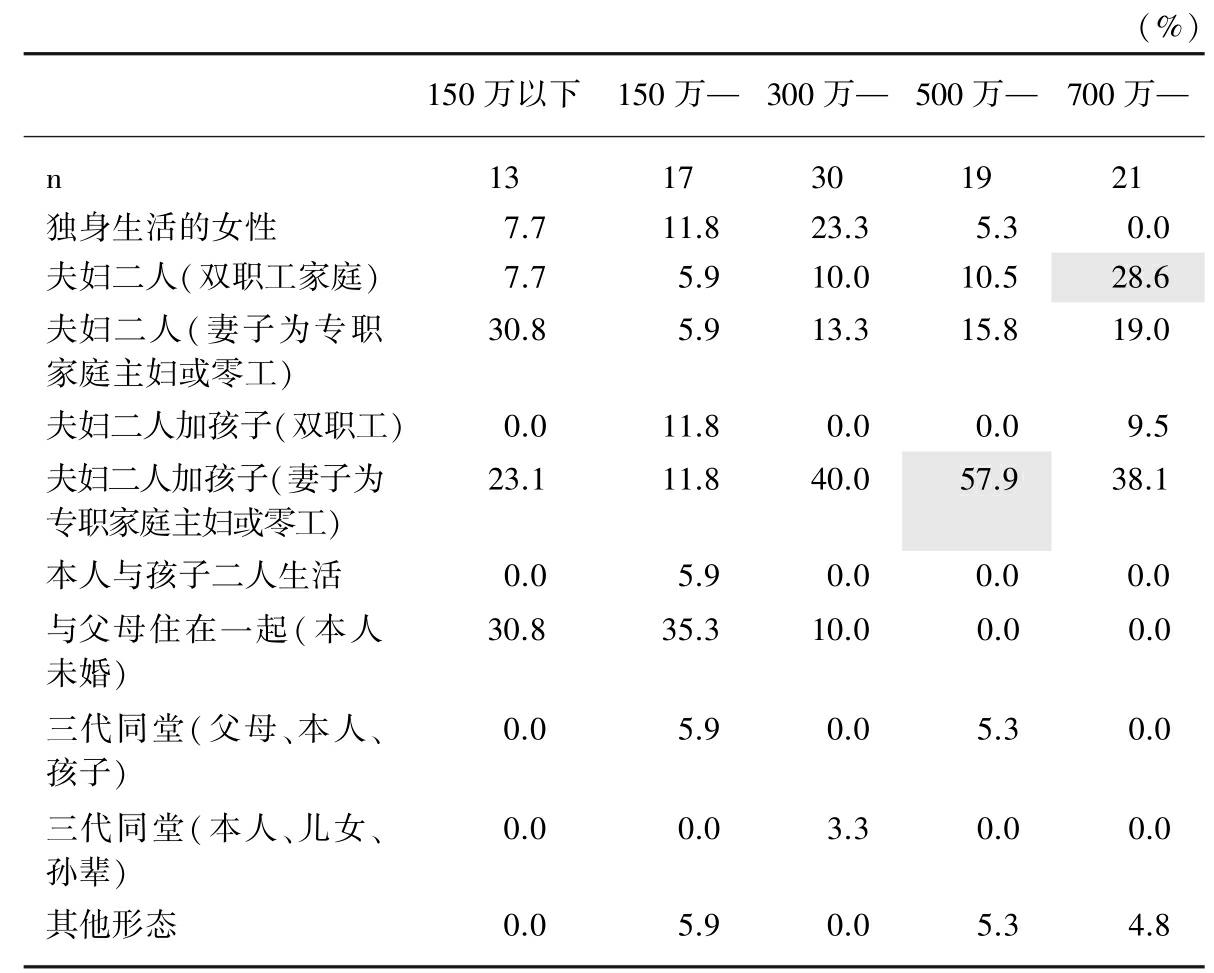 (%)
150万以下 150万— 300万— 500万— 700万—
n 13 17 30 19 21
独身生活的女性 7.7 11.8 23.3 5.3 0.0
夫妇二人(双职工家庭) 7.7 5.9 10.0 10.5 28.6
夫妇二人(妻子为专职 30.8 5.9 13.3 15.8 19.0
家庭主妇或零工)
夫妇二人加孩子(双职工) 0.0 11.8 0.0 0.0 9.5
夫妇二人加孩子(妻子为 23.1 11.8 40.0 57.9 38.1
专职家庭主妇或零工)
本人与孩子二人生活 0.0 5.9 0.0 0.0 0.0
与父母住在一起(本人 30.8 35.3 10.0 0.0 0.0
未婚)
三代同堂(父母、本人、 0.0 5.9 0.0 5.3 0.0
孩子)
三代同堂(本人、儿女、 0.0 0.0 3.3 0.0 0.0
孙辈)
其他形态 0.0 5.9 0.0 5.3 4.8